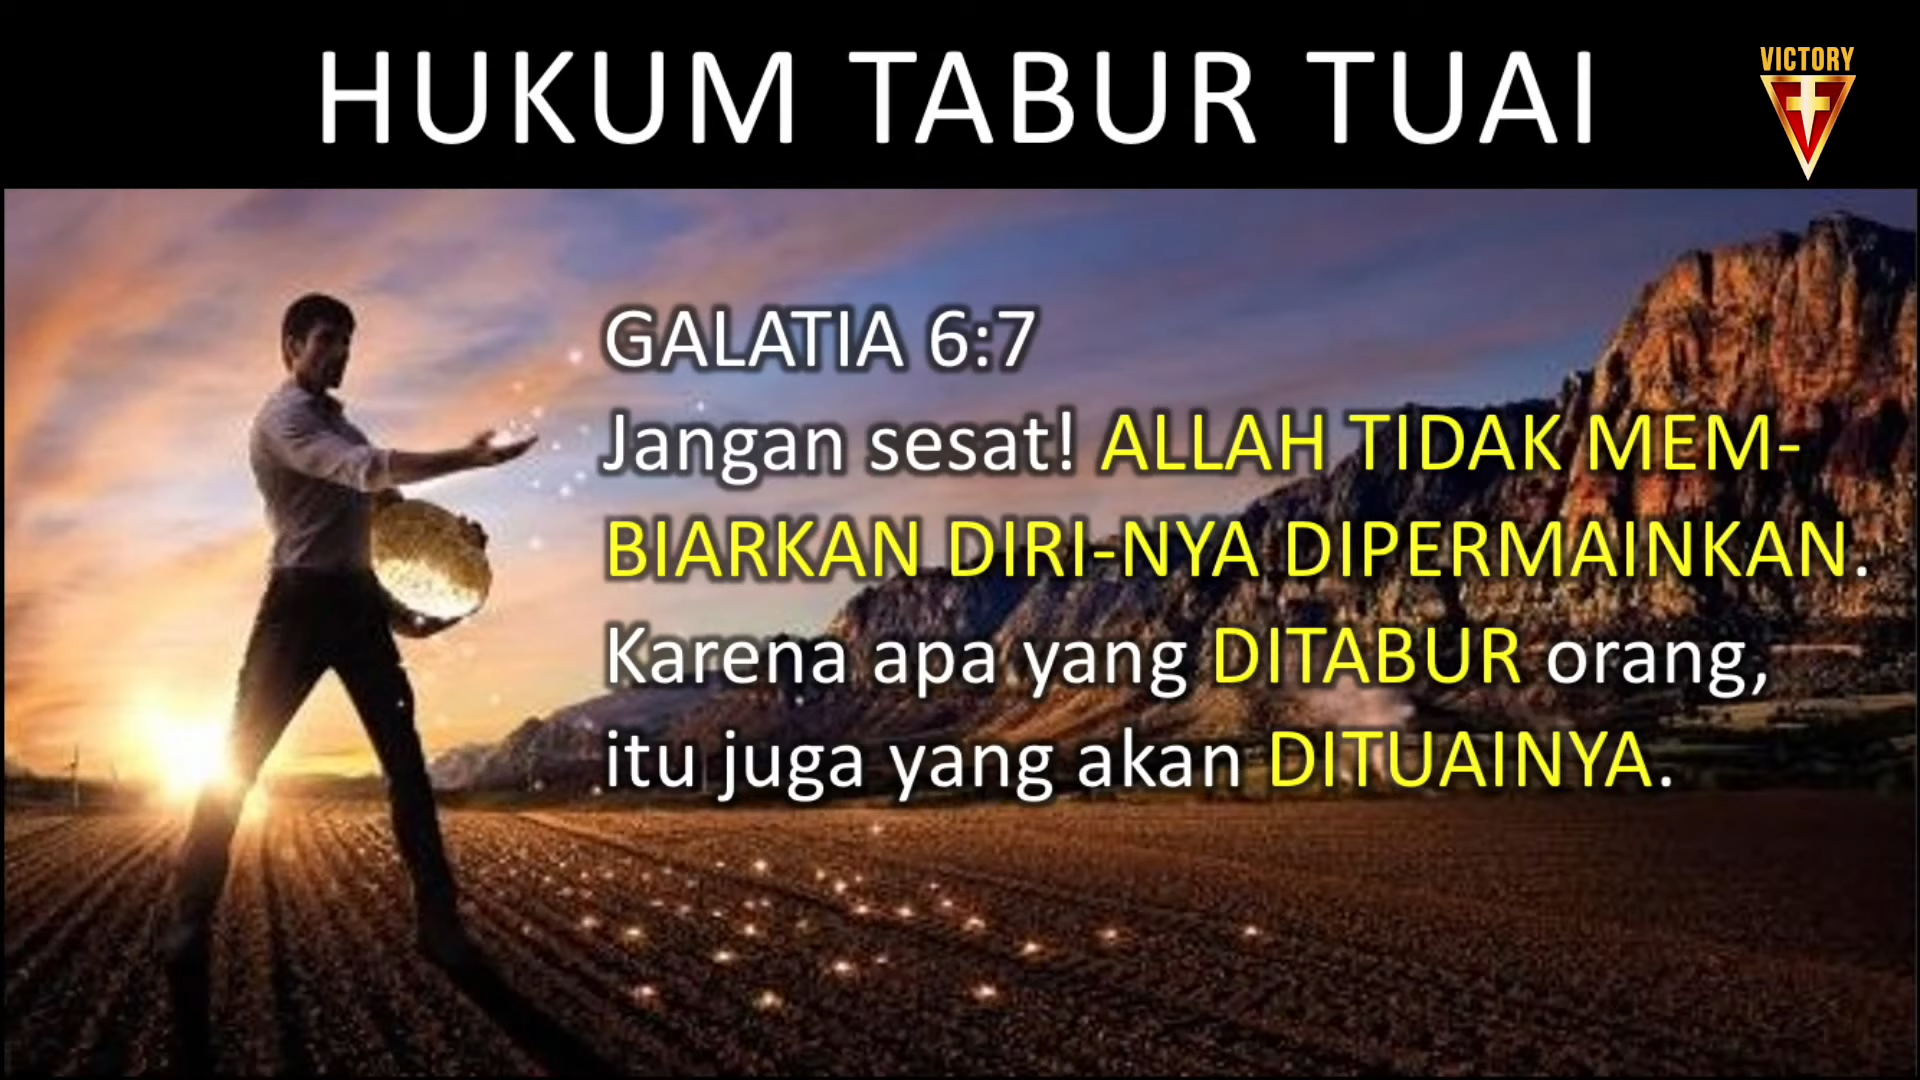 HUKUM TABUR TUAI
VICTORY
GALATIA 6:7
Jangan sesat! ALLAH TIDAK MEM-
BIARKAN DIRI-NYA DIPERMAINKAN.
Karena apa yang DITABUR orang,
itu juga yang akan DITUAINYA.